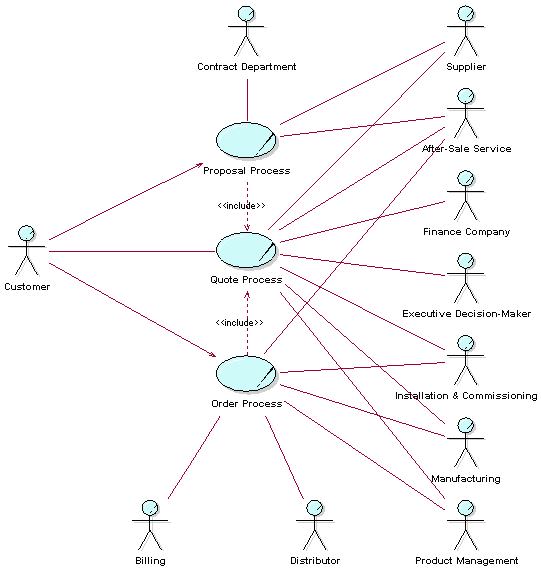 Contract Department
Supplier
After-Sale Service
Proposal Process
<<include>>
Finance Company
Customer
Quote Process
Executive Decision-Maker
<<include>>
Installation & Commissioning
Order Process
Manufacturing
Billing
Distributor
Product Management